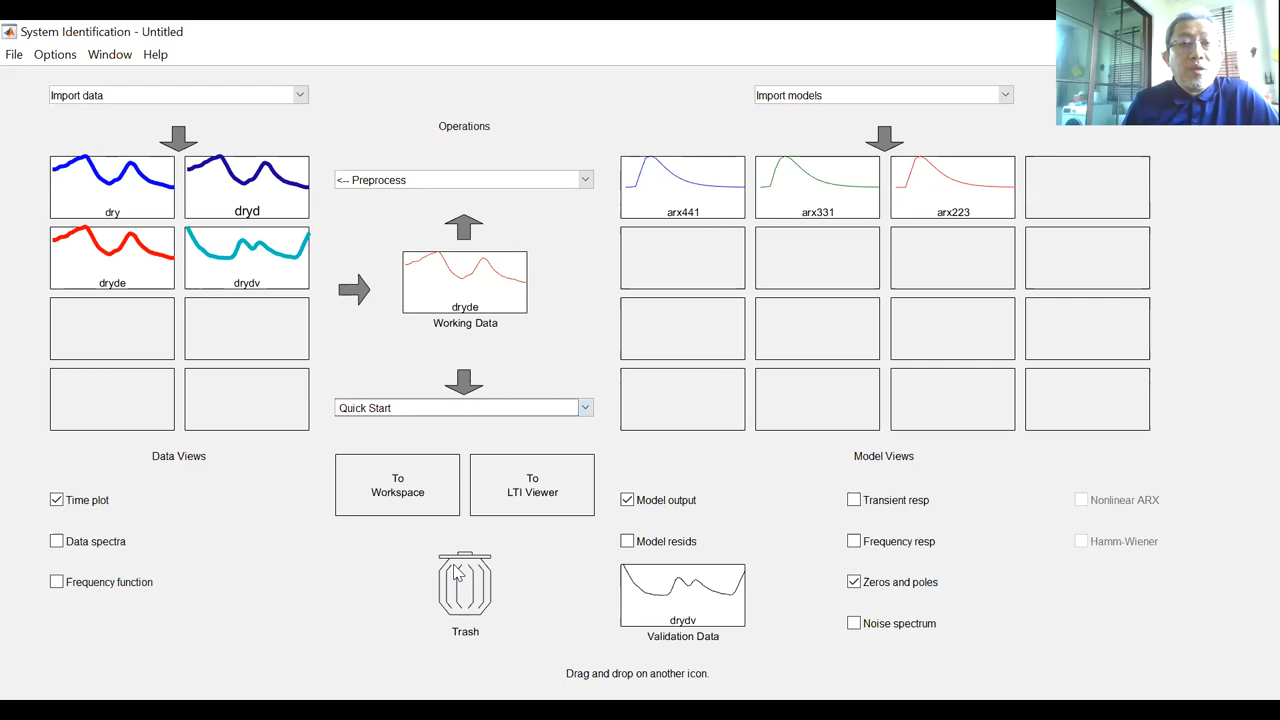 System Identification - Untitled
File Options Window Help
Import data
Import models
Operations
<-- Preprocess
dry
dryd
arx441
arx331
arx223
dryde
drydv
dryde
Working Data
Quick Start
Data Views
Model Views
To
Workspace
To
LTI Viewer
Time plot
Model output
Transient resp
Nonlinear ARX
Data spectra
Model resids
Frequency resp
Hamm-Wiener
Frequency function
Zeros and poles
drydv
Validation Data
Noise spectrum
Trash
Drag and drop on another icon.